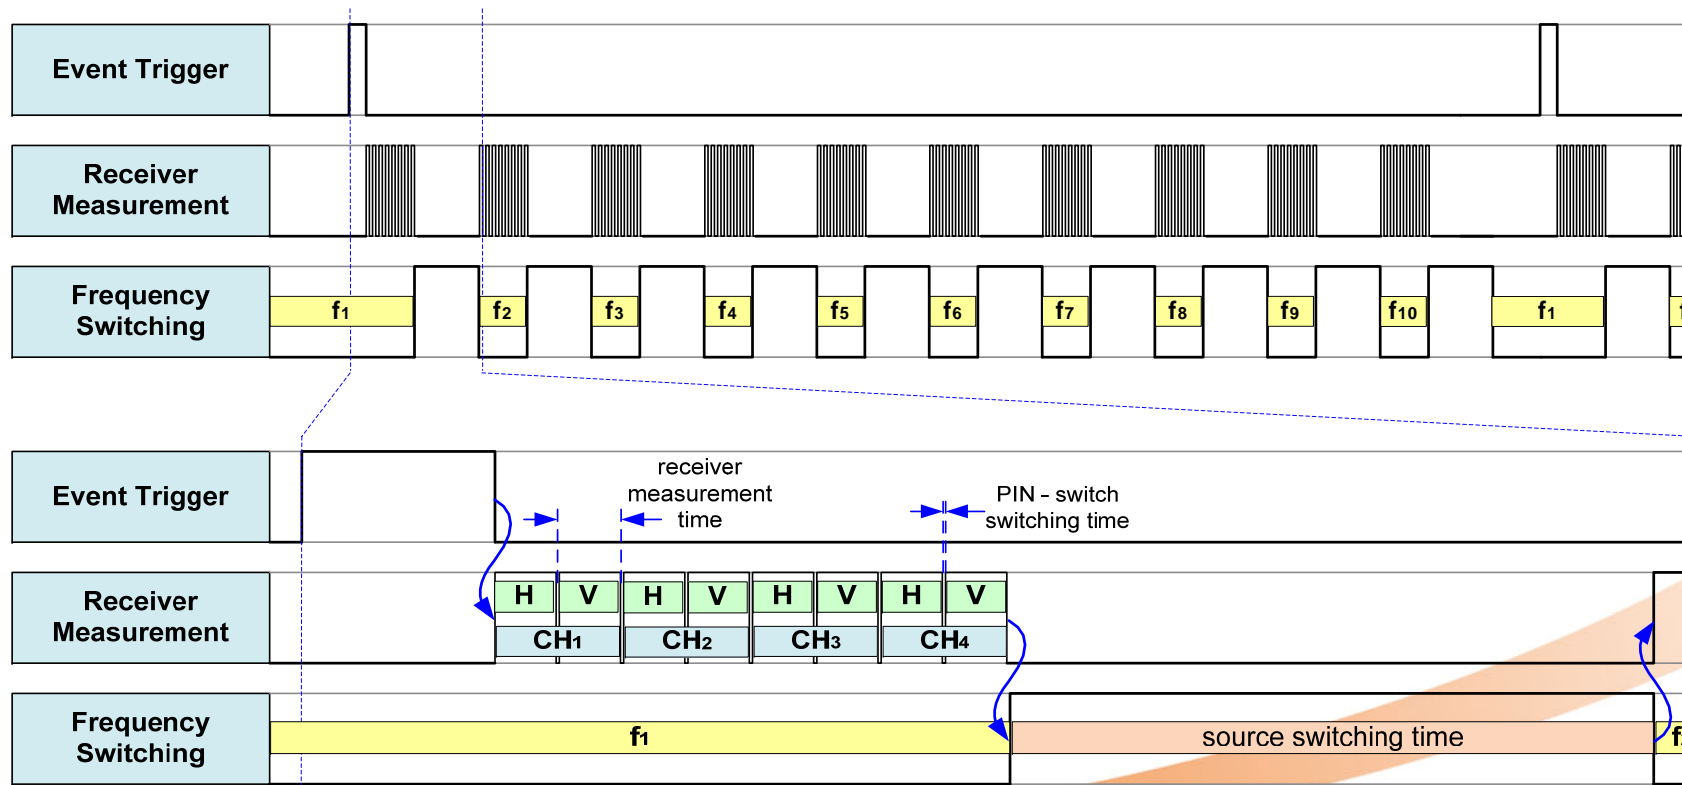 Event Trigger
Receiver
Measurement
Frequency
Switching
f1 f2 f3 f4 f5 f6 f7 f8 f9 f10 f1
Event Trigger
receiver
measurement
time
PIN - switch
switching time
Receiver
Measurement
H V H V H V H V
CH1 CH2 CH3 CH4
Frequency
Switching
f1 source switching time